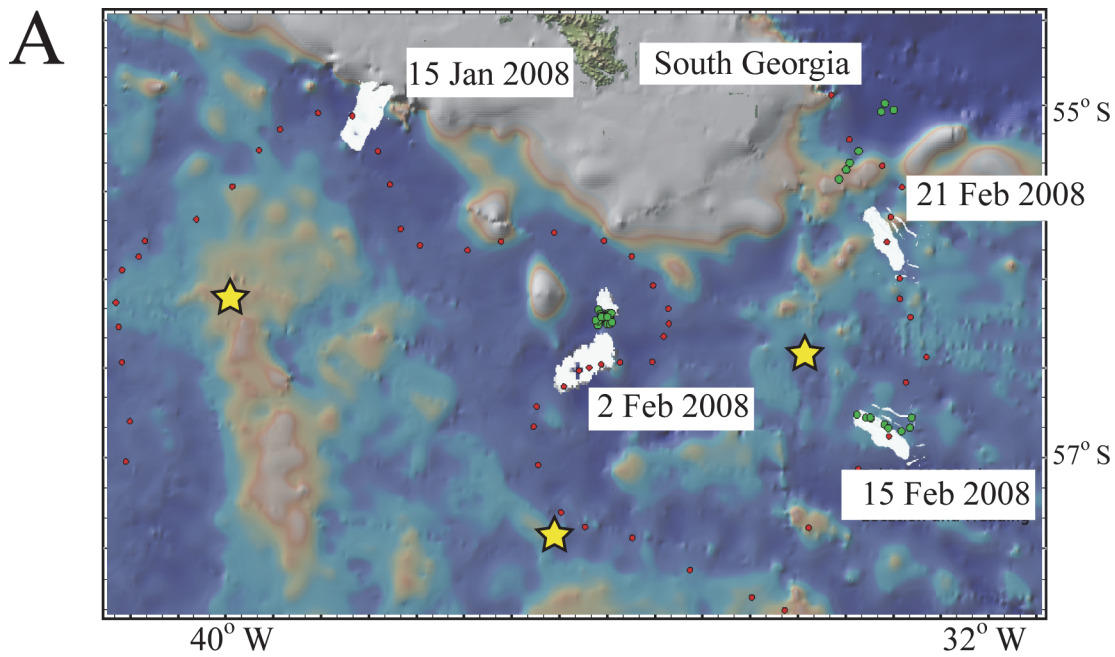 A
15 Jan 2008
South Georgia
55° S
21 Feb 2008
2 Feb 2008
57° S
15 Feb 2008
40° W
32° W